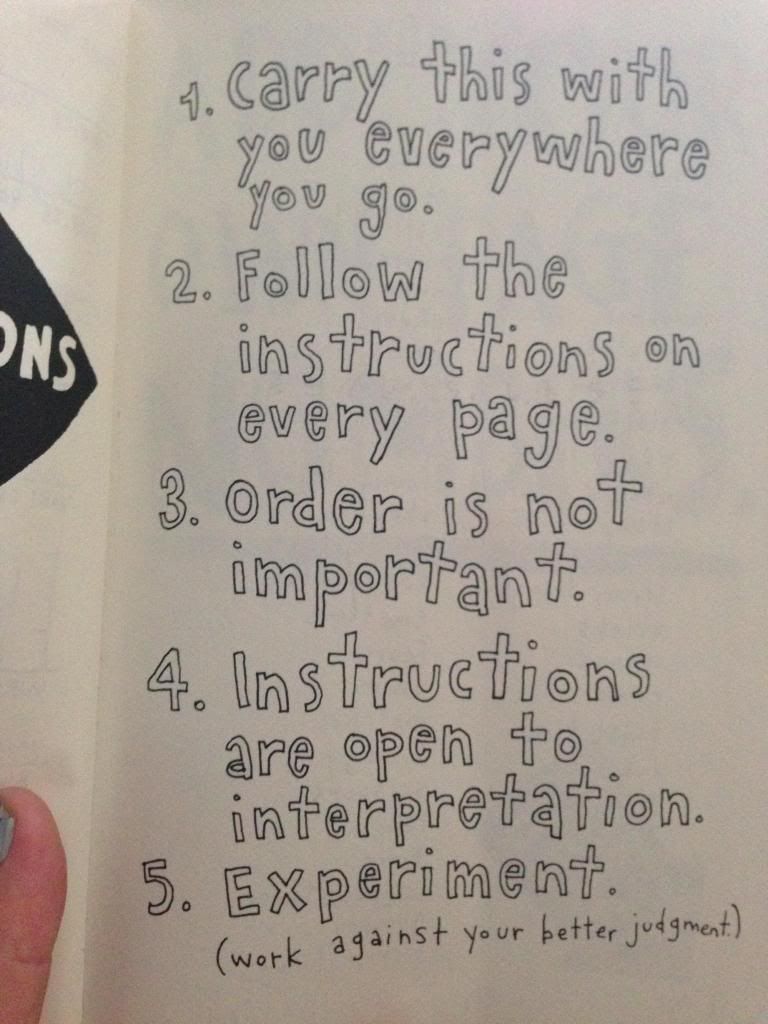 ONS
1. Carry this with
you everywhere
you go.
2. Follow the
instructions on
every page.
3. Order is not
important.
4. Instructions
are open to
interpretation.
5. Experiment.
(work against your better judgment.)